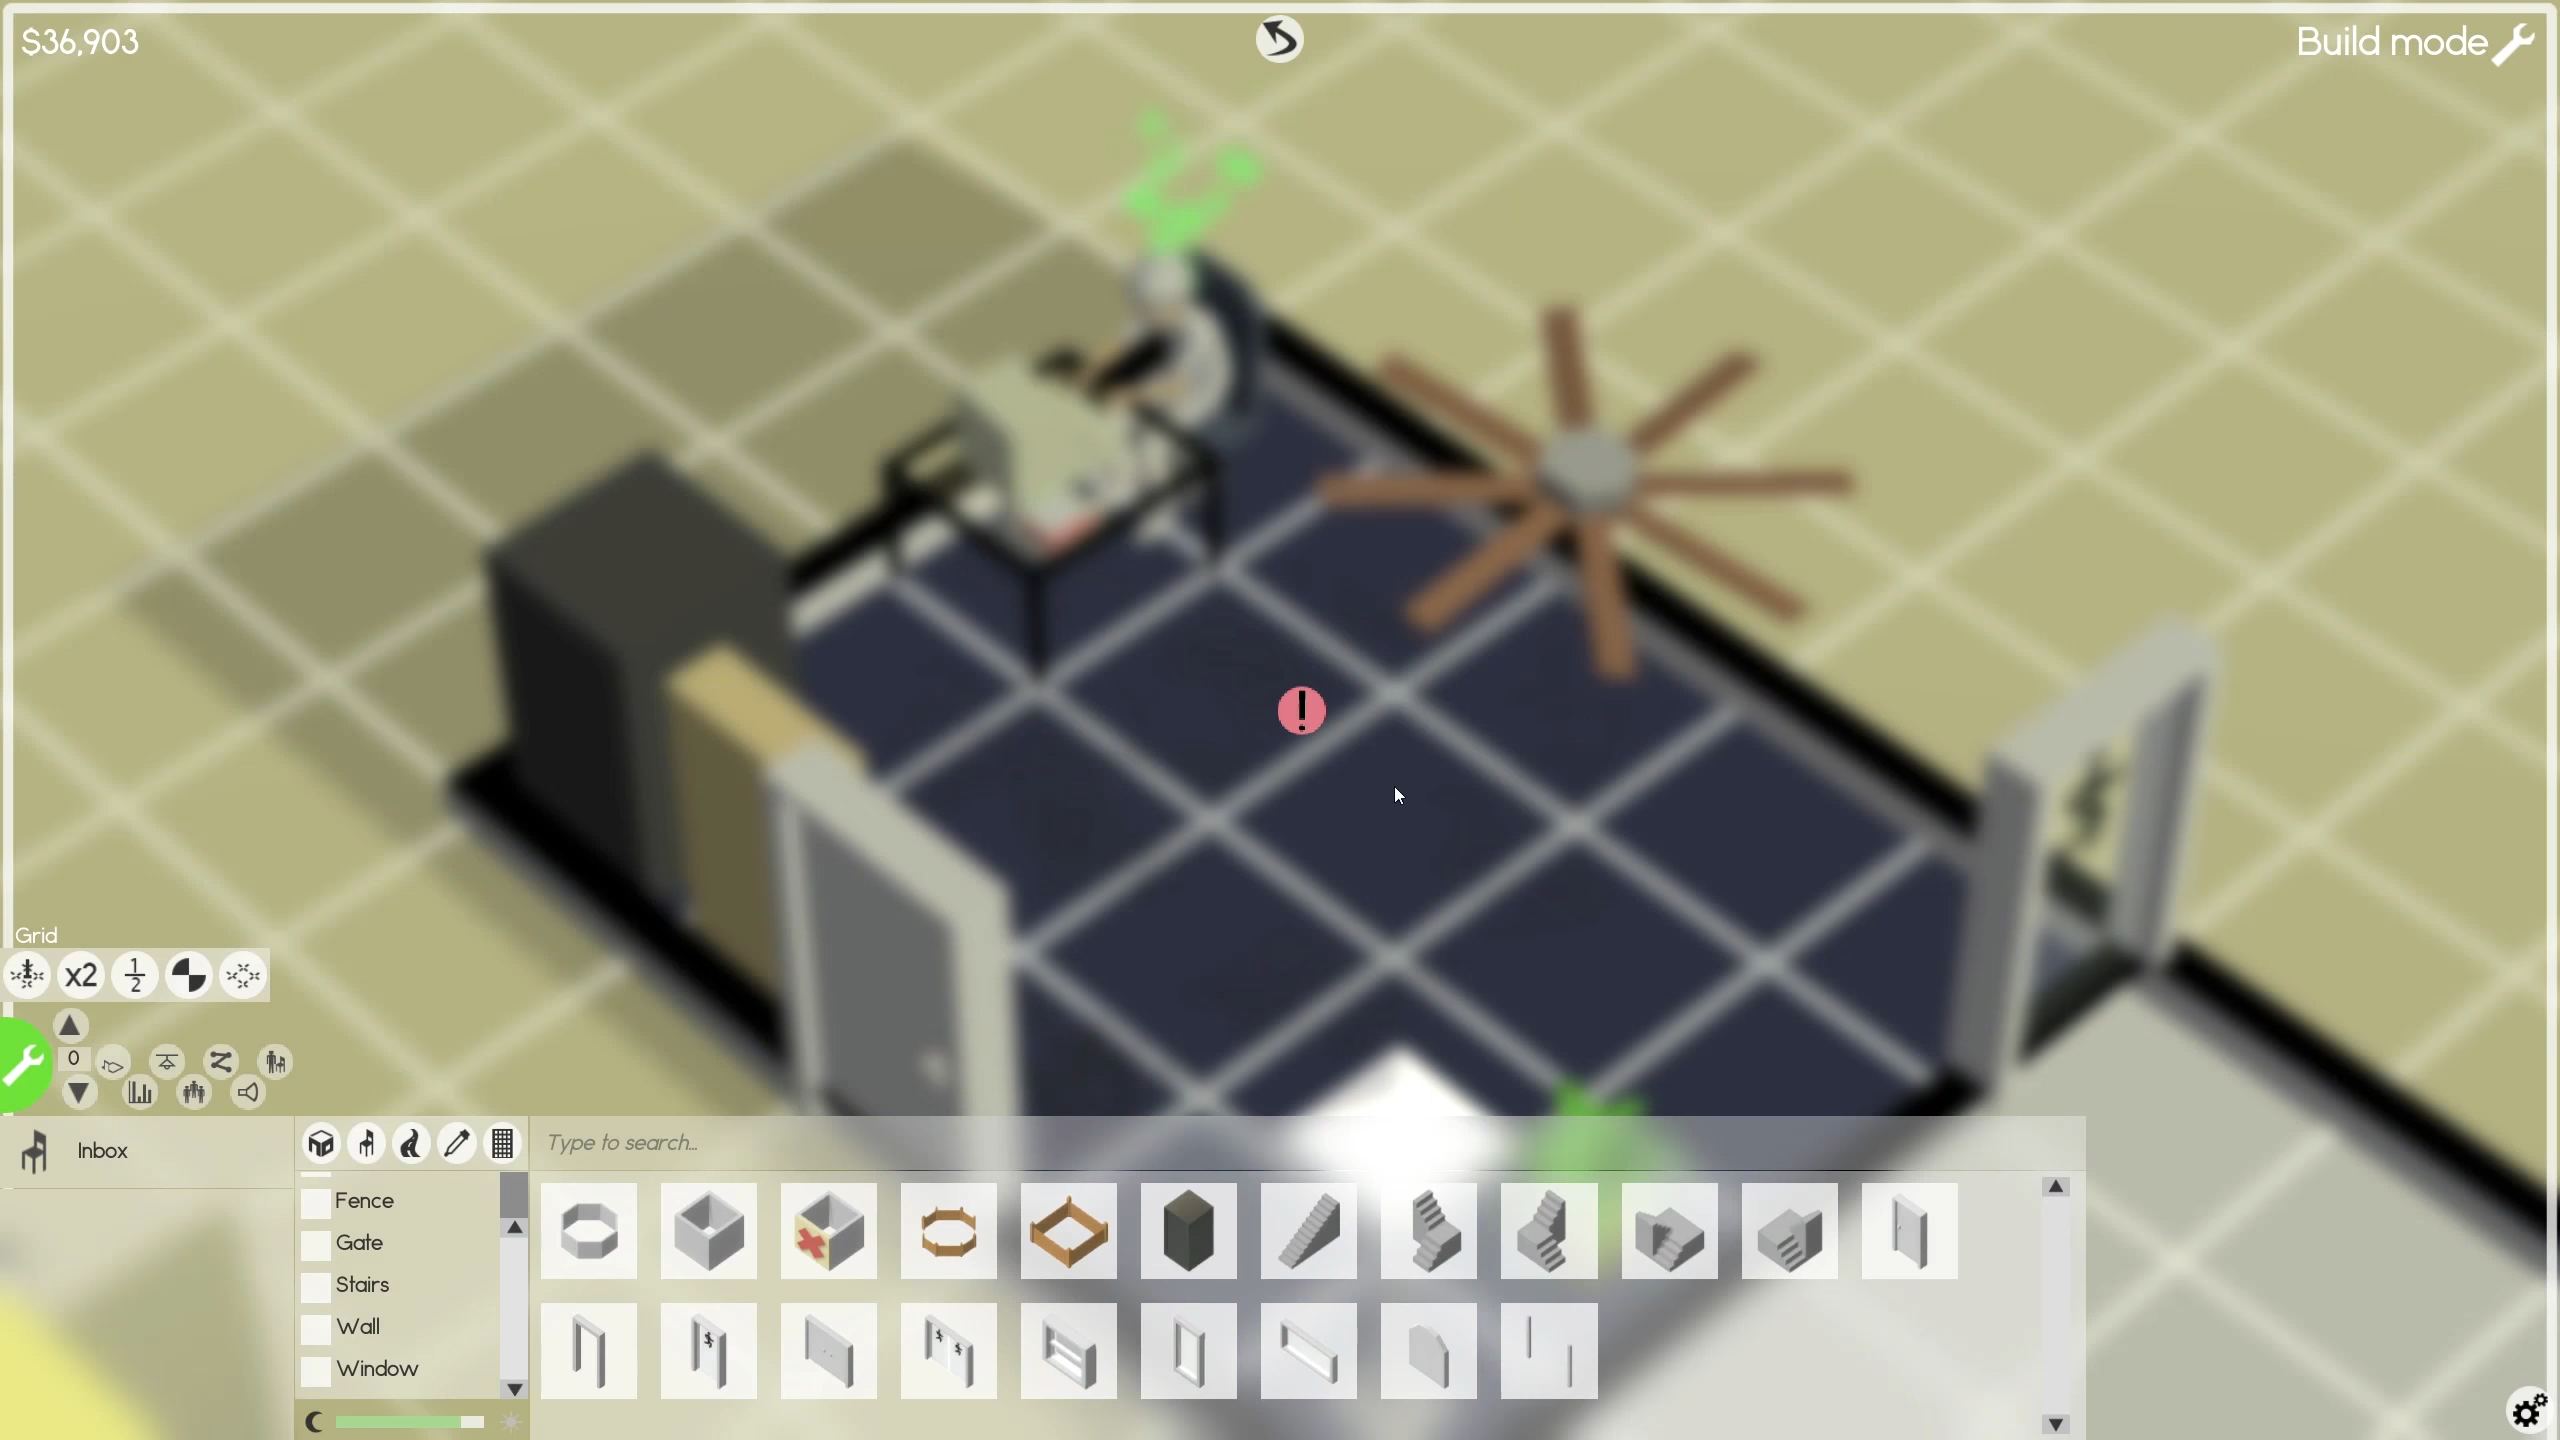 $36,903
Build mode
Grid
x2
1/2
0
Inbox
Type to search...
Fence
Gate
Stairs
Wall
Window